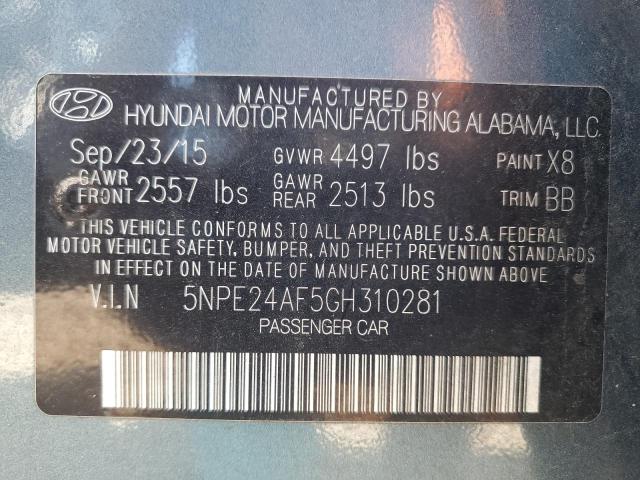 MANUFACTURED BY
HYUNDAI MOTOR MANUFACTURING ALABAMA, LLC.
Sep/23/15 GVWR 4497 lbs PAINT X8
GAWR FRONT 2557 lbs GAWR REAR 2513 lbs TRIM BB
THIS VEHICLE CONFORMS TO ALL APPLICABLE U.S.A. FEDERAL
MOTOR VEHICLE SAFETY, BUMPER, AND THEFT PREVENTION STANDARDS
IN EFFECT ON THE DATE OF MANUFACTURE SHOWN ABOVE.
V.I.N 5NPE24AF5GH310281
PASSENGER CAR